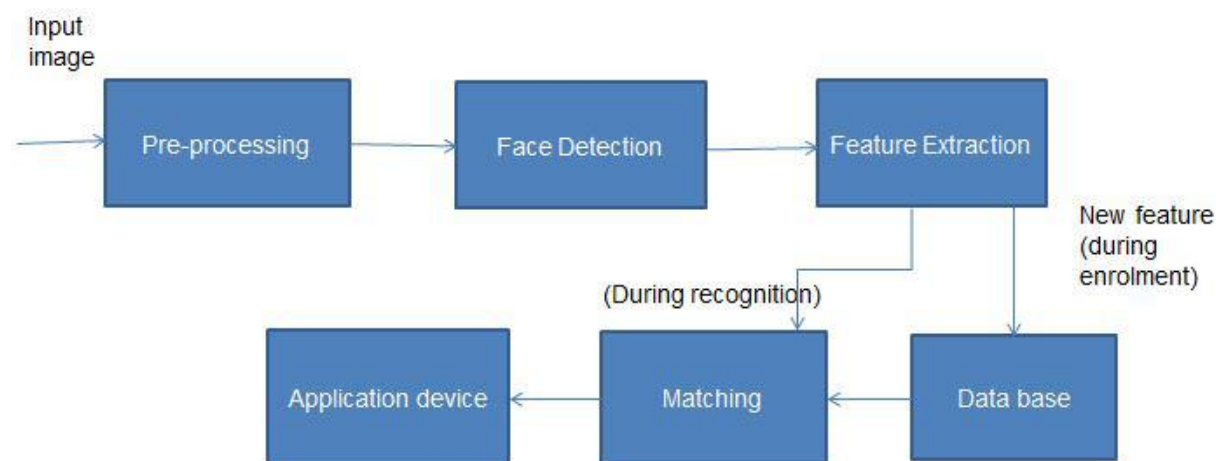 Input
image
Pre-processing
Face Detection
Feature Extraction
New feature
(during
enrolment)
(During recognition)
Application device
Matching
Data base